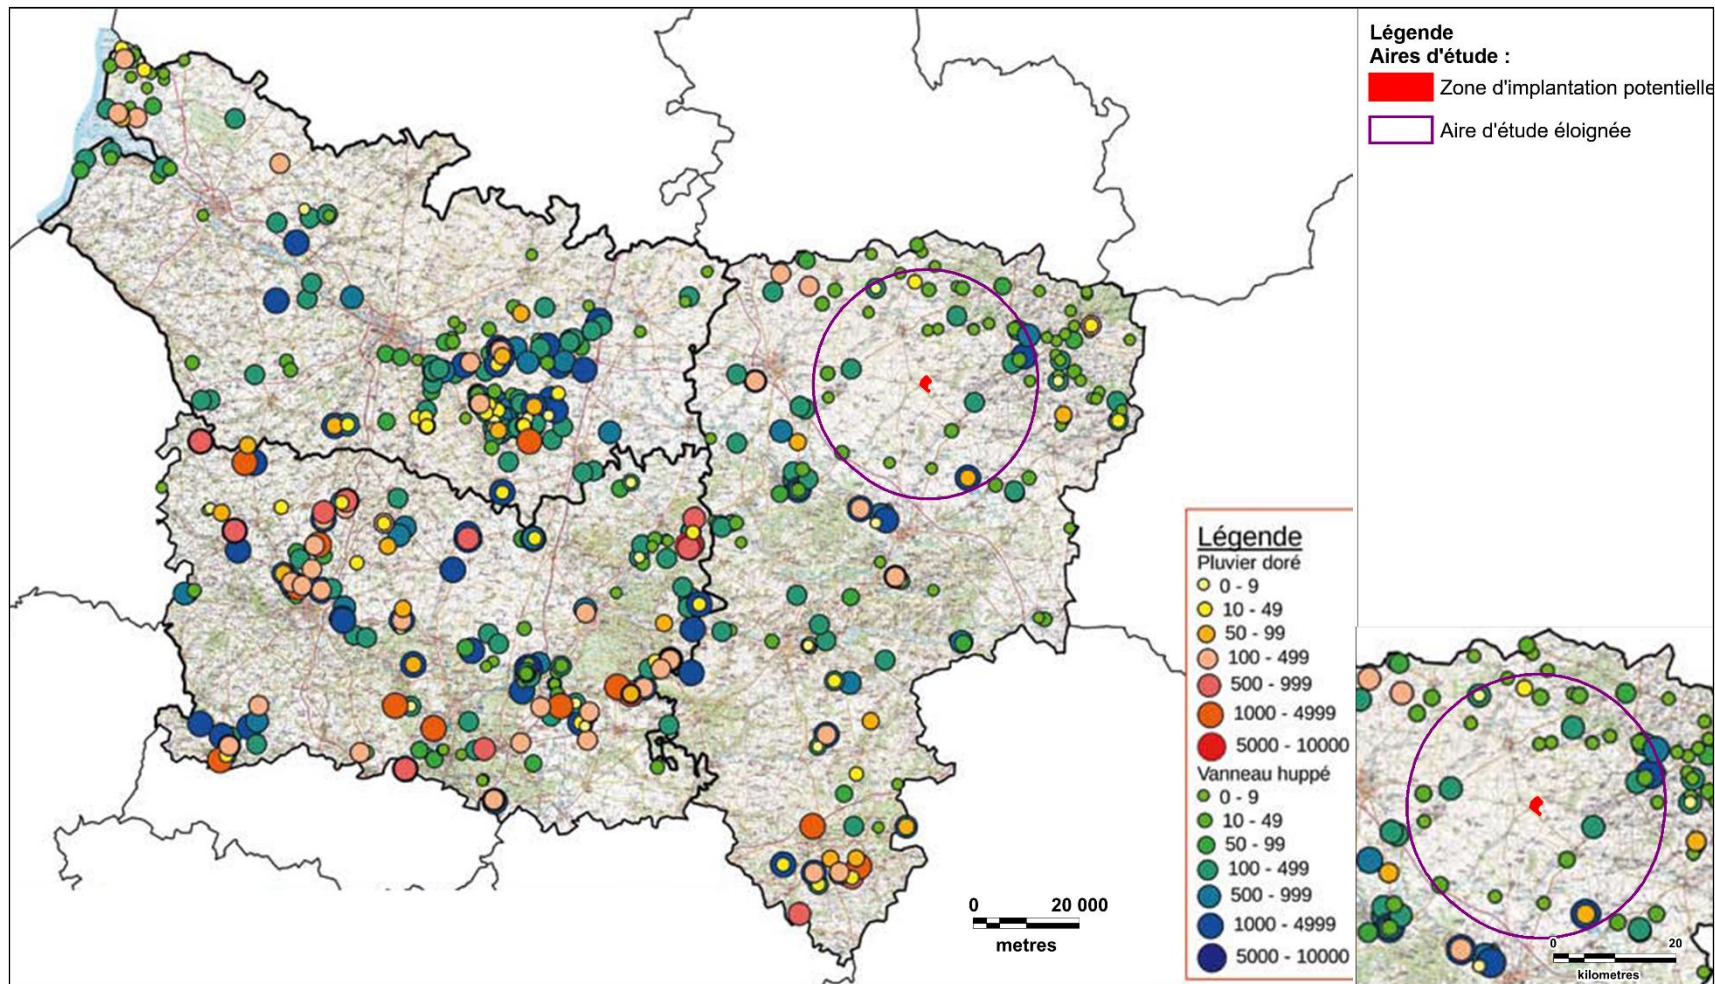 Légende
Aires d'étude :
Zone d'implantation potentielle
Aire d'étude éloignée
Légende
Pluvier doré
0 - 9
10 - 49
50 - 99
100 - 499
500 - 999
1000 - 4999
5000 - 10000
Vanneau huppé
0 - 9
10 - 49
50 - 99
100 - 499
500 - 999
1000 - 4999
5000 - 10000
0 20 000
metres
0 20
kilometres